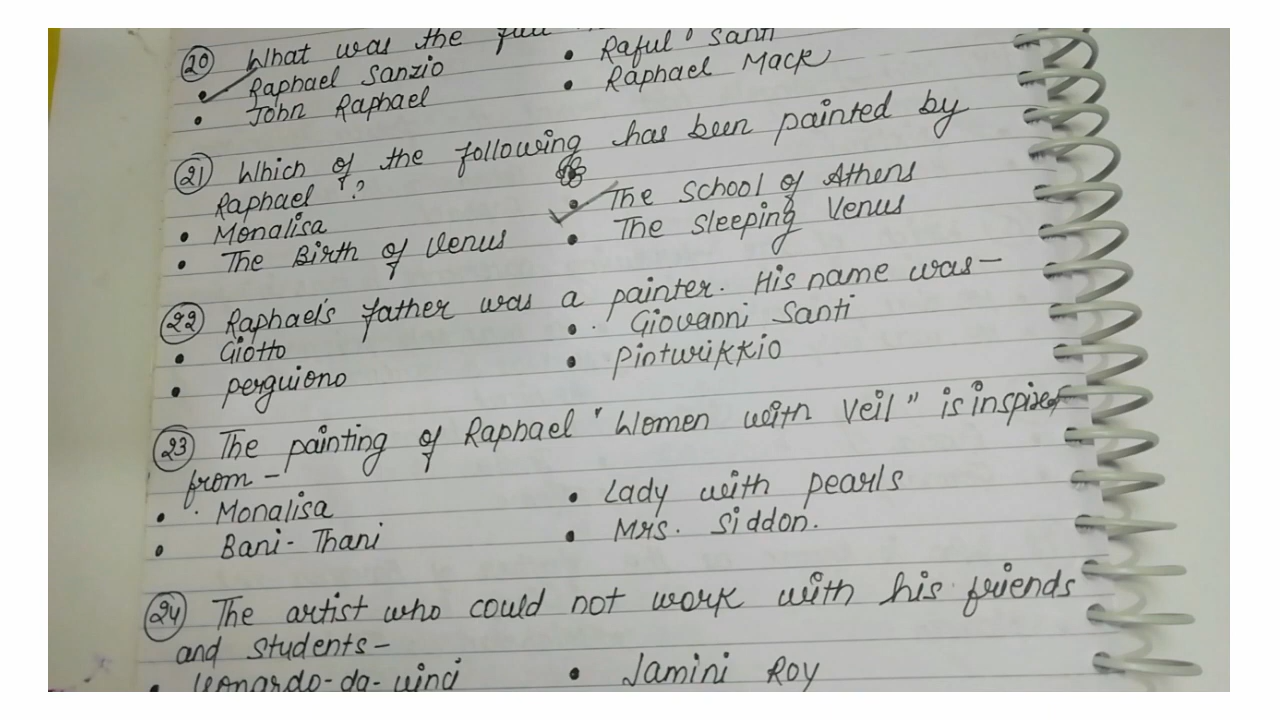 20 What was the full
• Raphael Sanzio • Raful Santi
• John Raphael • Raphael Mack
21 Which of the following has been painted by
Raphael ?
• Monalisa • The School of Athens
• The Birth of Venus • The Sleeping Venus
22 Raphael's father was a painter. His name was-
• Giotto • Giovanni Santi
• perguiono • Pinturikkio
23 The painting of Raphael "Women with Veil" is inspired
from -
• Monalisa • Lady with pearls
• Bani-Thani • Mrs. Siddon.
24 The artist who could not work with his friends
and students-
• Leonardo-da-vinci • Jamini Roy